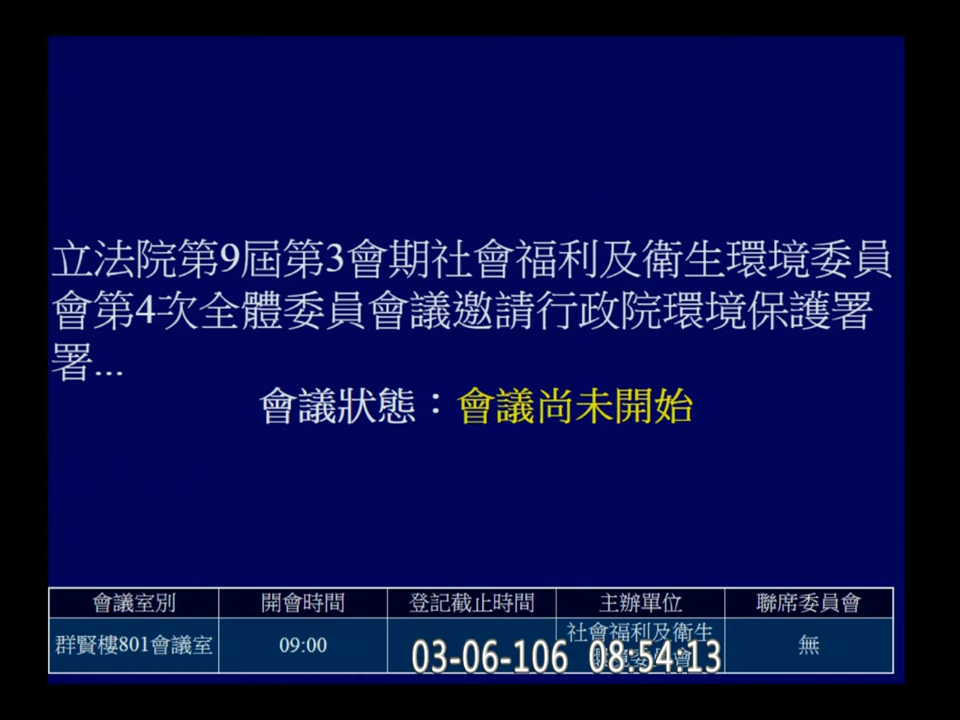 立法院第9屆第3會期社會福利及衛生環境委員
會第4次全體委員會議邀請行政院環境保護署
署...
會議狀態：會議尚未開始
會議室別 開會時間 登記截止時間 主辦單位 聯席委員會
群賢樓801會議室 09:00 社會福利及衛生 無
環境委員會
03-06-106 08:54:13